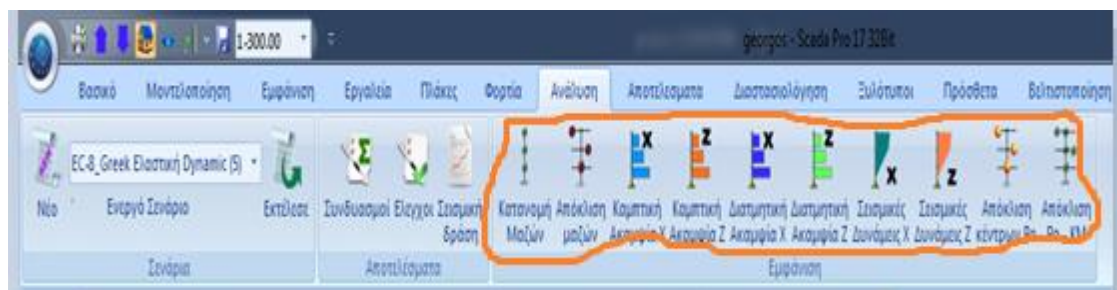 1-300.00
georgos - Scada Pro 17 32Bit
Βασικό Μοντελοποίηση Εμφάνιση Εργαλεία Πλάκες Φορτία Ανάλυση Αποτελέσματα Διαστασιολόγηση Ξυλότυποι Πρόσθετα Βελτιστοποίηση
EC-8_Greek Ελαστική Dynamic (5)
Νέο Ενεργό Σενάριο Εκτέλεσε Συνδυασμοί Ελεγχοι Σεισμική Κατανομή Απόκλιση Καμπτική Καμπτική Διατμητική Διατμητική Σεισμικές Σεισμικές Απόκλιση Απόκλιση
δράση Μαζών μαζών Ακαμψία X Ακαμψία Z Ακαμψία X Ακαμψία Z Δυνάμεις X Δυνάμεις Z κέντρων
Σενάρια Αποτελέσματα Εμφάνιση